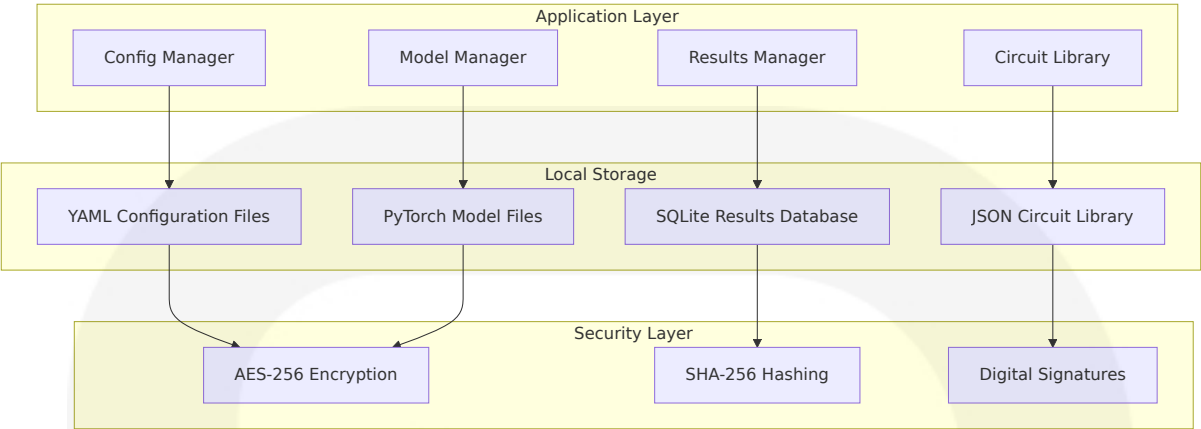 Application Layer
Config Manager
Model Manager
Results Manager
Circuit Library
Local Storage
YAML Configuration Files
PyTorch Model Files
SQLite Results Database
JSON Circuit Library
Security Layer
AES-256 Encryption
SHA-256 Hashing
Digital Signatures